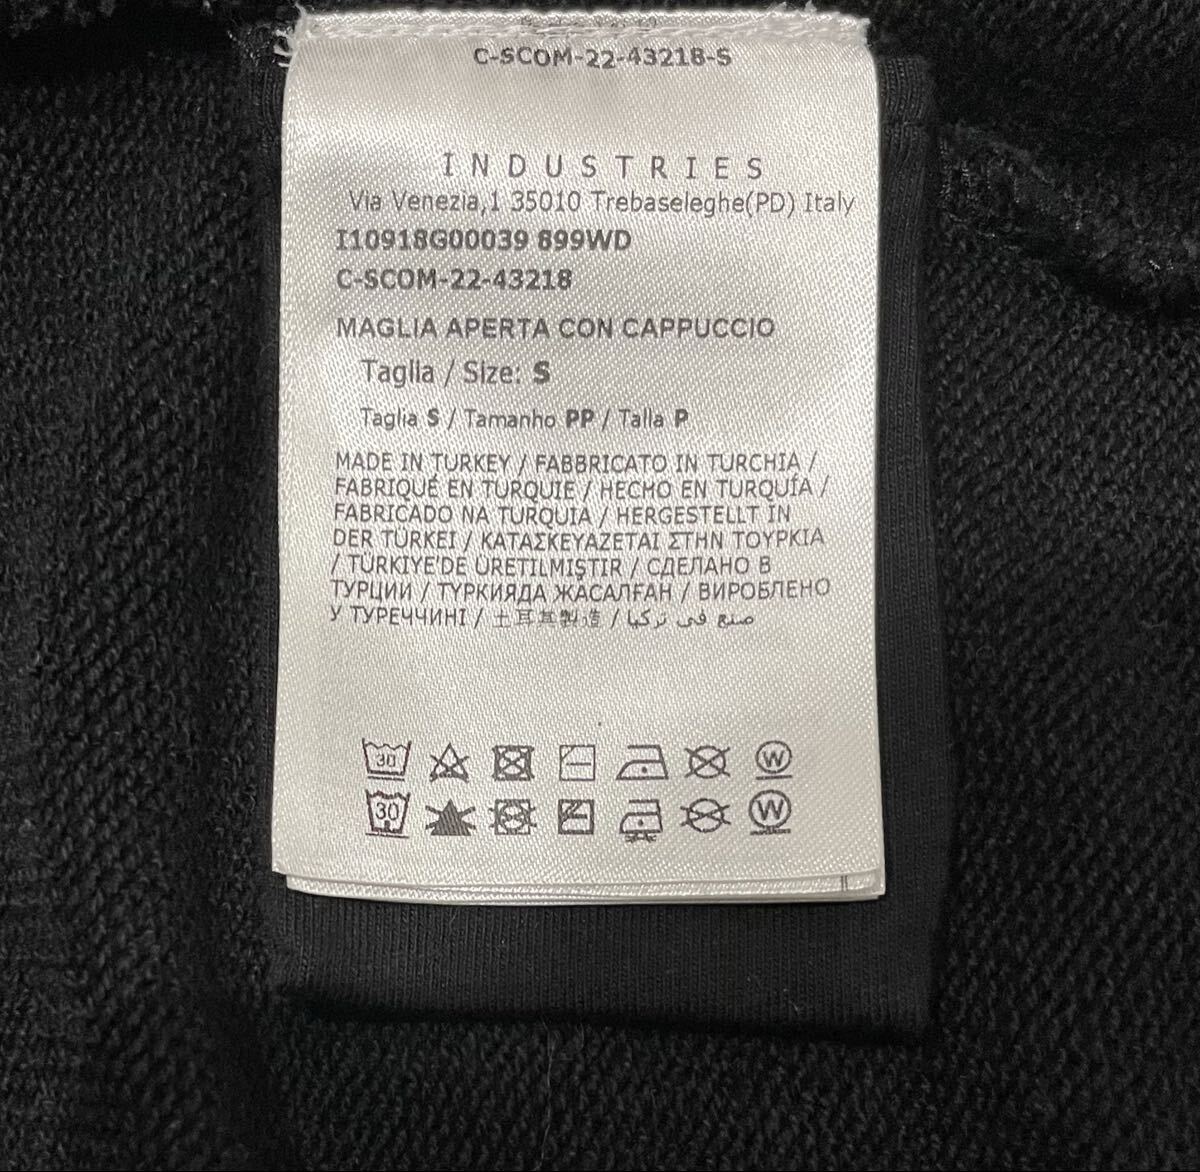 C-SCOM-22-43218-S
INDUSTRIES
Via Venezia,1 35010 Trebaseleghe(PD) Italy
I10918G00039 899WD
C-SCOM-22-43218
MAGLIA APERTA CON CAPPUCCIO
Taglia / Size: S
Taglia S / Tamanho PP / Talla P
MADE IN TURKEY / FABBRICATO IN TURCHIA /
FABRIQUÉ EN TURQUIE / HECHO EN TURQUÍA /
FABRICADO NA TURQUIA / HERGESTELLT IN
DER TÜRKEI / ΚΑΤΑΣΚΕΥΑΖΕΤΑΙ ΣΤΗΝ ΤΟΥΡΚΙΑ
/ TÜRKIYE'DE ÜRETILMIŞTIR / СДЕЛАНО В
ТУРЦИИ / ТҮРКИЯДА ЖАСАЛҒАН / ВИРОБЛЕНО
У ТУРЕЧЧИНІ / 土耳其製造 / صنع في تركيا
30 W
30 W